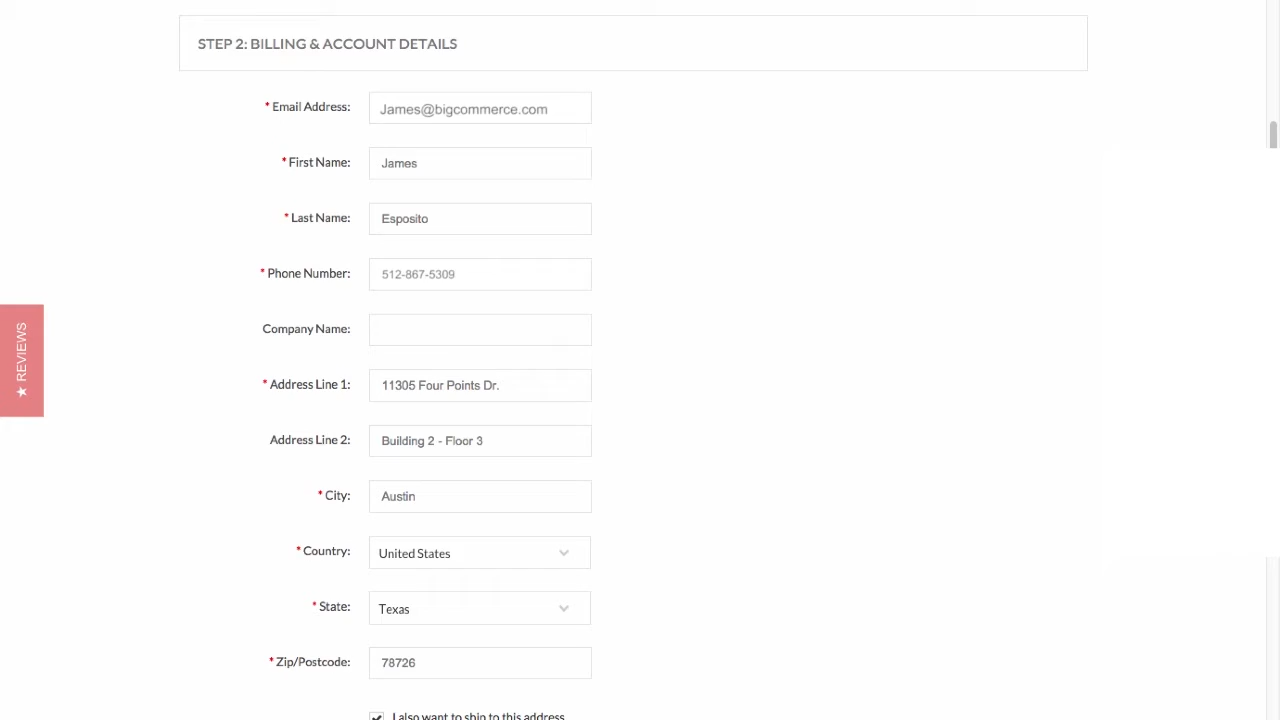 STEP 2: BILLING & ACCOUNT DETAILS
* Email Address: James@bigcommerce.com
* First Name: James
* Last Name: Esposito
* Phone Number: 512-867-5309
Company Name:
* Address Line 1: 11305 Four Points Dr.
Address Line 2: Building 2 - Floor 3
* City: Austin
* Country: United States
* State: Texas
* Zip/Postcode: 78726
I also want to ship to this address
★ REVIEWS